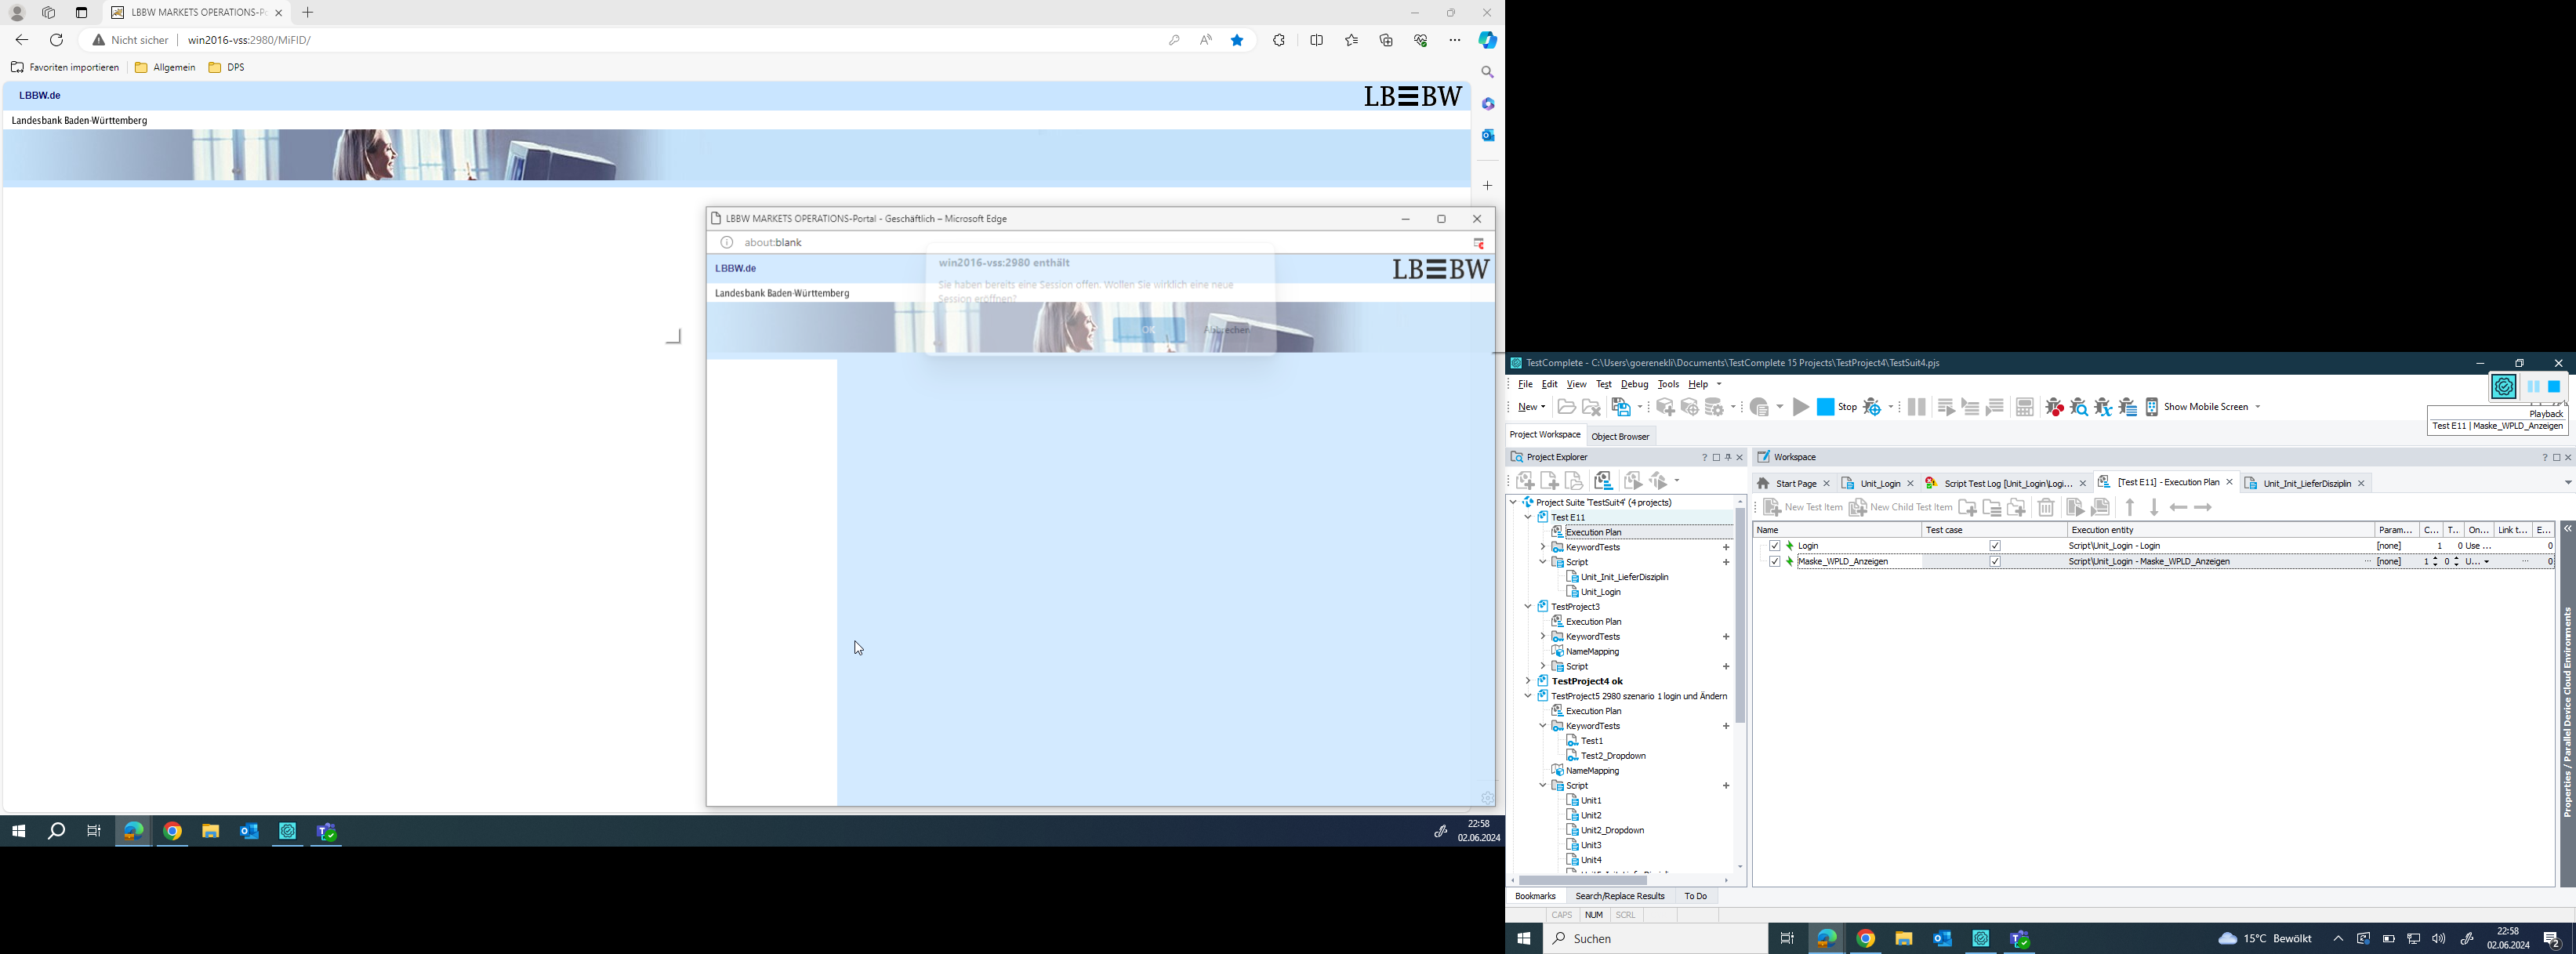 LBBW MARKETS OPERATIONS-Po
Nicht sicher
win2016-vss:2980/MiFID/
Favoriten importieren
Allgemein
DPS
LBBW.de
LB≡BW
Landesbank Baden-Württemberg
LBBW MARKETS OPERATIONS-Portal - Geschäftlich – Microsoft Edge
about:blank
win2016-vss:2980 enthält
Sie haben bereits eine Session offen. Wollen Sie wirklich eine neue
Session eröffnen?
OK
Abbrechen
LBBW.de
LB≡BW
Landesbank Baden-Württemberg
22:58
02.06.2024
TestComplete - C:\Users\goerenekli\Documents\TestComplete 15 Projects\TestProject4\TestSuit4.pjs
File Edit View Test Debug Tools Help
New
Stop
Show Mobile Screen
Playback
Test E11 | Maske_WPLD_Anzeigen
Project Workspace
Object Browser
Project Explorer
Project Suite 'TestSuit4' (4 projects)
Test E11
Execution Plan
KeywordTests
Script
Unit_Init_LieferDisziplin
Unit_Login
TestProject3
Execution Plan
KeywordTests
NameMapping
Script
TestProject4 ok
TestProject5 2980 szenario 1 login und Ändern
Execution Plan
KeywordTests
Test1
Test2_Dropdown
NameMapping
Script
Unit1
Unit2
Unit2_Dropdown
Unit3
Unit4
Workspace
Start Page
Unit_Login
Script Test Log [Unit_Login\Logi...
[Test E11] - Execution Plan
Unit_Init_LieferDisziplin
New Test Item
New Child Test Item
Name Test case Execution entity Param... C... T.. On... Link t... E...
Login Script\Unit_Login - Login [none] 1 0 Use ... 0
Maske_WPLD_Anzeigen Script\Unit_Login - Maske_WPLD_Anzeigen ... [none] 1 0 U... ... 0
Properties / Parallel Device Cloud Environments
Bookmarks
Search/Replace Results
To Do
CAPS NUM SCRL
Suchen
15°C Bewölkt
22:58
02.06.2024
2